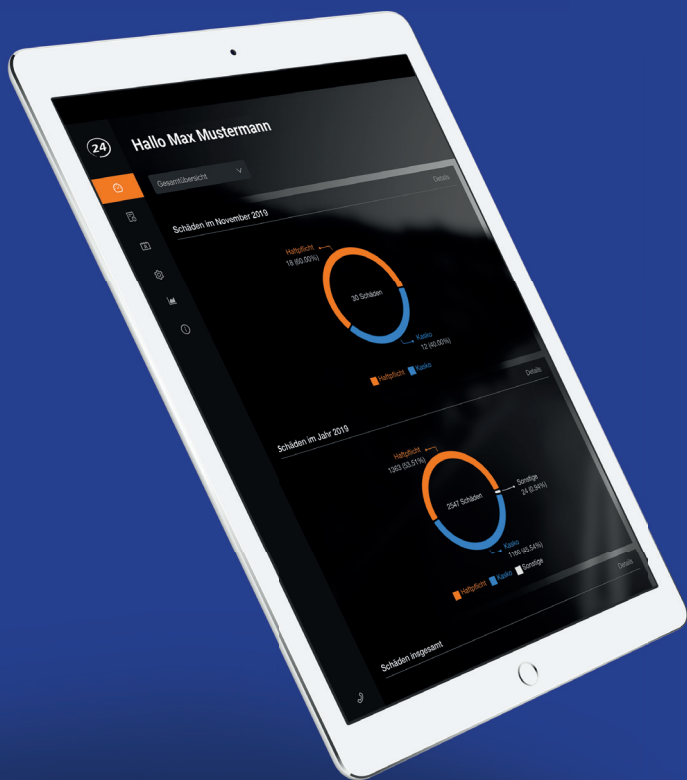 24
Hallo Max Mustermann
Gesamtübersicht
Schäden im November 2019
Details
Haftpflicht
18 (60.00%)
30 Schäden
Kasko
12 (40.00%)
Haftpflicht Kasko
Schäden im Jahr 2019
Details
Haftpflicht
1363 (53.51%)
Sonstige
24 (0.94%)
2547 Schäden
Kasko
1160 (45.54%)
Haftpflicht Kasko Sonstige
Schäden insgesamt
Details